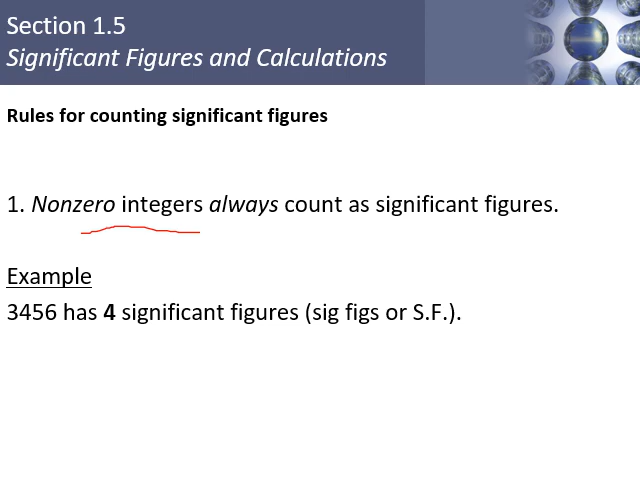 Section 1.5
Significant Figures and Calculations
Rules for counting significant figures
1. Nonzero integers always count as significant figures.
Example
3456 has 4 significant figures (sig figs or S.F.).